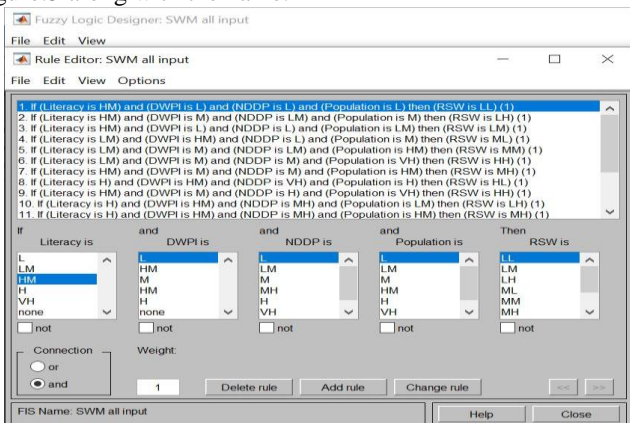 Fuzzy Logic Designer: SWM all input
File Edit View
Rule Editor: SWM all input
File Edit View Options
1. If (Literacy is HM) and (DWPI is L) and (NDDP is L) and (Population is L) then (RSW is LL) (1)
2. If (Literacy is HM) and (DWPI is M) and (NDDP is LM) and (Population is M) then (RSW is LH) (1)
3. If (Literacy is HM) and (DWPI is L) and (NDDP is LM) and (Population is LM) then (RSW is LM) (1)
4. If (Literacy is LM) and (DWPI is HM) and (NDDP is L) and (Population is M) then (RSW is ML) (1)
5. If (Literacy is LM) and (DWPI is M) and (NDDP is LM) and (Population is HM) then (RSW is MM) (1)
6. If (Literacy is LM) and (DWPI is M) and (NDDP is M) and (Population is VH) then (RSW is HH) (1)
7. If (Literacy is HM) and (DWPI is M) and (NDDP is M) and (Population is HM) then (RSW is MH) (1)
8. If (Literacy is H) and (DWPI is HM) and (NDDP is VH) and (Population is H) then (RSW is HL) (1)
9. If (Literacy is HM) and (DWPI is M) and (NDDP is H) and (Population is VH) then (RSW is HH) (1)
10. If (Literacy is H) and (DWPI is HM) and (NDDP is MH) and (Population is LM) then (RSW is LH) (1)
11. If (Literacy is H) and (DWPI is HM) and (NDDP is MH) and (Population is HM) then (RSW is MH) (1)
If and and and Then
Literacy is DWPI is NDDP is Population is RSW is
L L L L LL
LM HM LM LM LM
HM M M M LH
H HM MH HM ML
VH H H H MM
none none VH VH MH
not not not not not
Connection Weight:
or
and 1 Delete rule Add rule Change rule << >>
FIS Name: SWM all input Help Close